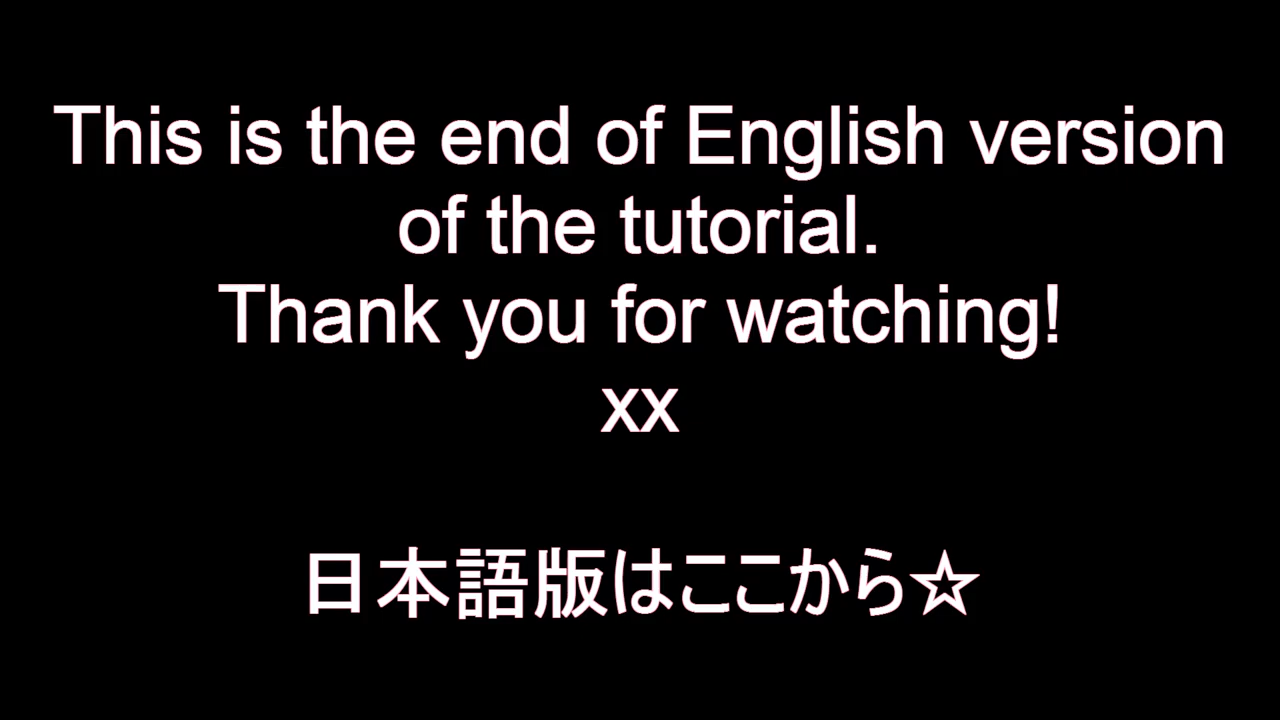 This is the end of English version
of the tutorial.
Thank you for watching!
xx
日本語版はここから☆